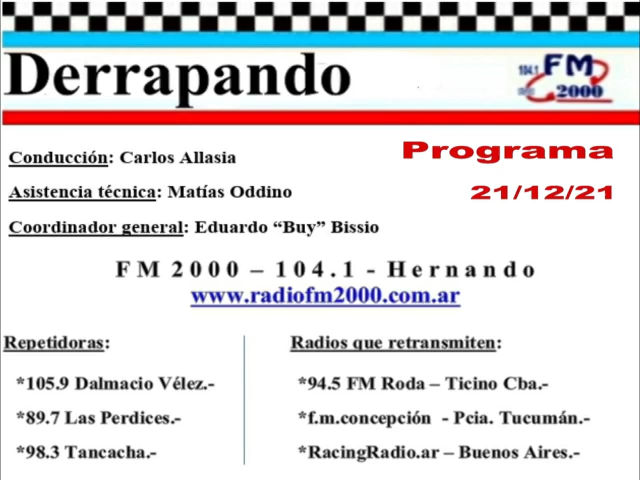 Derrapando
104.1 FM
2000
Conducción: Carlos Allasia
Programa
Asistencia técnica: Matías Oddino
21/12/21
Coordinador general: Eduardo “Buy” Bissio
FM 2000 – 104.1 - Hernando
www.radiofm2000.com.ar
Repetidoras:
*105.9 Dalmacio Vélez.-
*89.7 Las Perdices.-
*98.3 Tancacha.-
Radios que retransmiten:
*94.5 FM Roda – Ticino Cba.-
*f.m.concepción - Pcia. Tucumán.-
*RacingRadio.ar – Buenos Aires.-